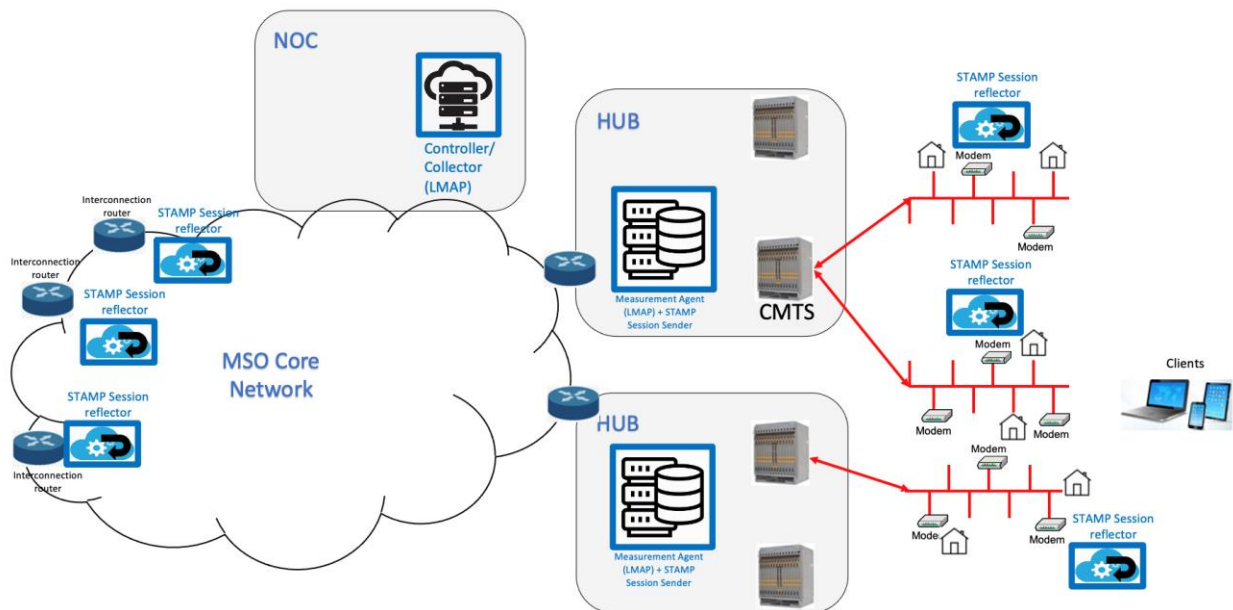 NOC
Controller/
Collector
(LMAP)
HUB
Measurement Agent
(LMAP) + STAMP
Session Sender
CMTS
STAMP Session
reflector
Modem
Modem
STAMP Session
reflector
Modem
Modem
Modem
Clients
Interconnection
router
STAMP Session
reflector
Interconnection
router
STAMP Session
reflector
MSO Core
Network
STAMP Session
reflector
Interconnection
router
HUB
Measurement Agent
(LMAP) + STAMP
Session Sender
Modem
Mode
Modem
STAMP Session
reflector